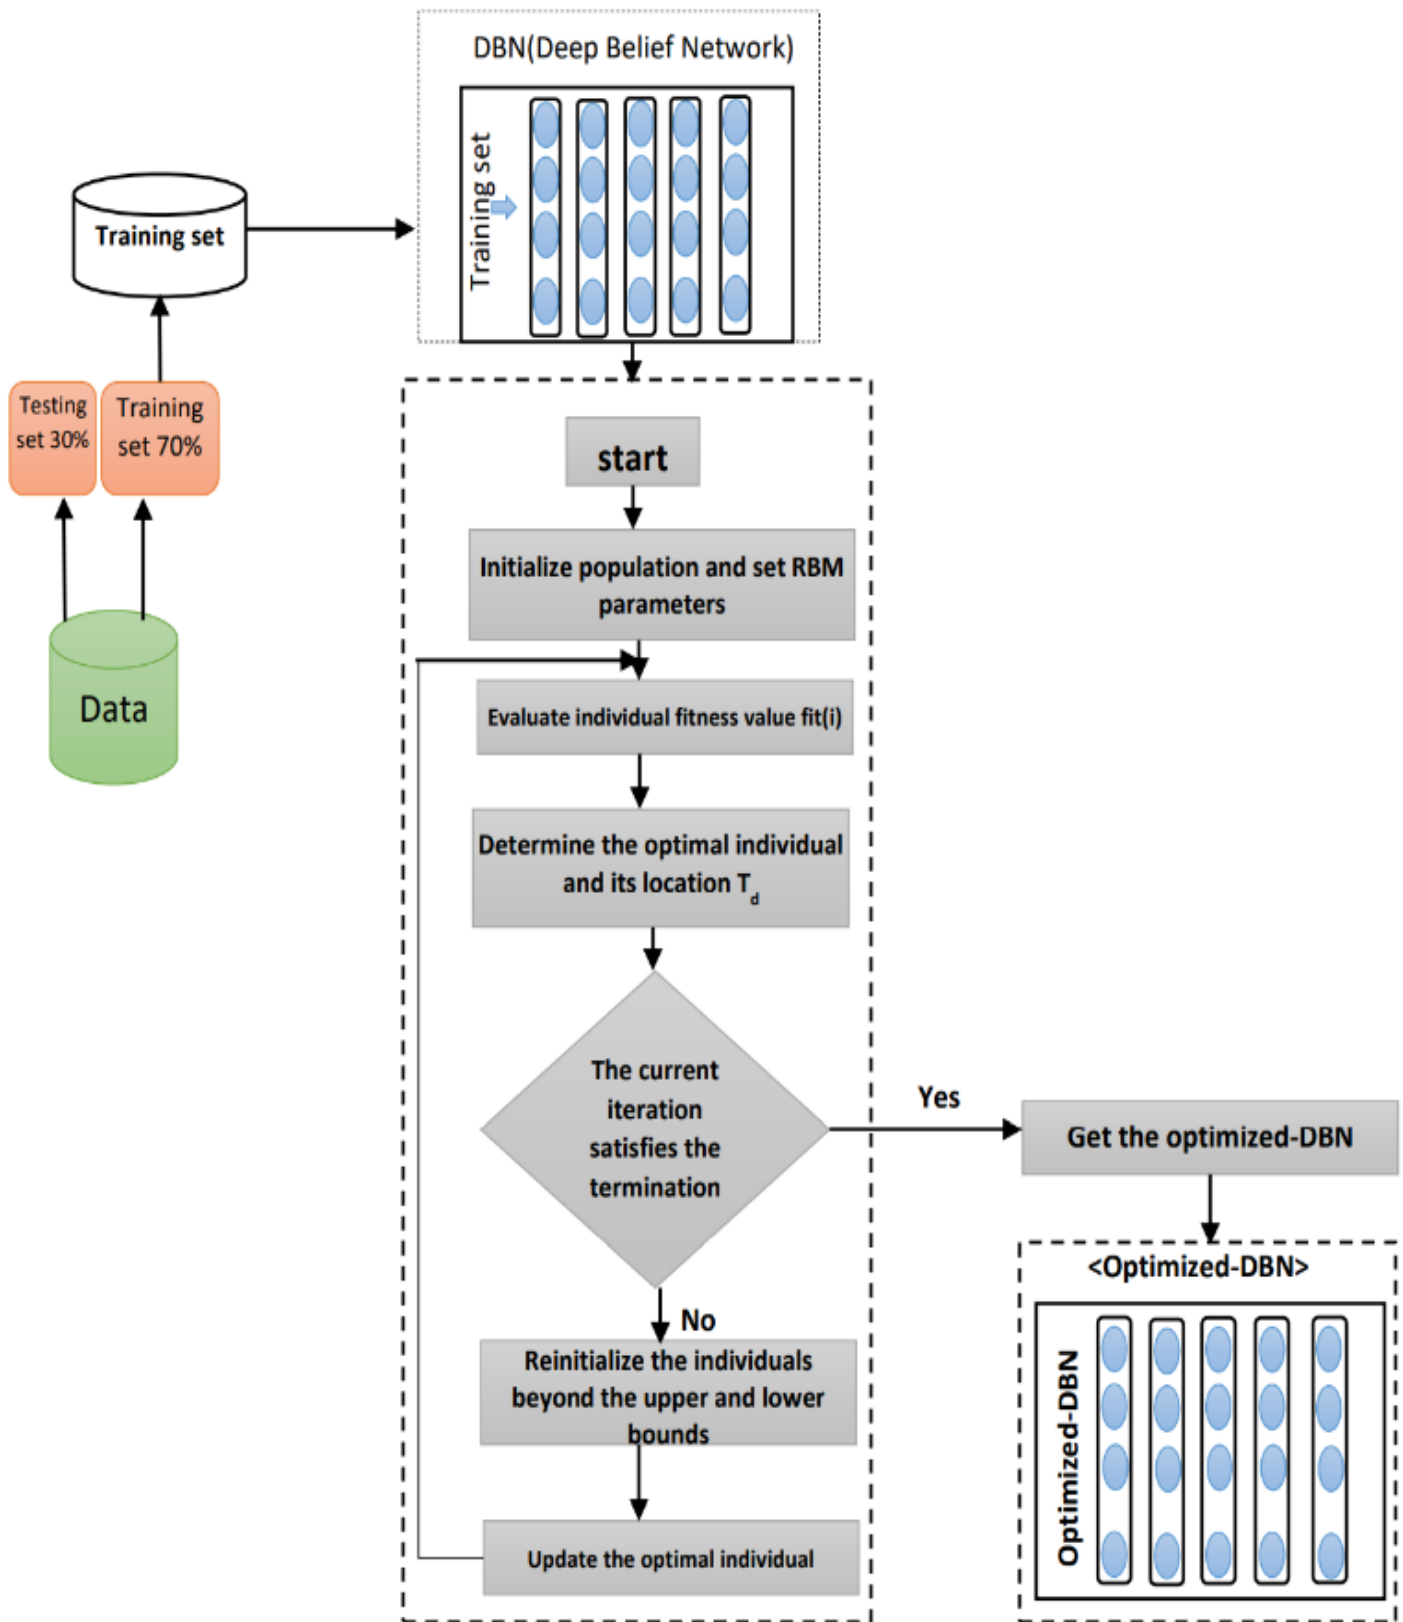 DBN(Deep Belief Network)
Training set
Training set
Testing
set 30%
Training
set 70%
Data
start
Initialize population and set RBM
parameters
Evaluate individual fitness value fit(i)
Determine the optimal individual
and its location T_d
The current
iteration
satisfies the
termination
Yes
Get the optimized-DBN
<Optimized-DBN>
Optimized-DBN
No
Reinitialize the individuals
beyond the upper and lower
bounds
Update the optimal individual